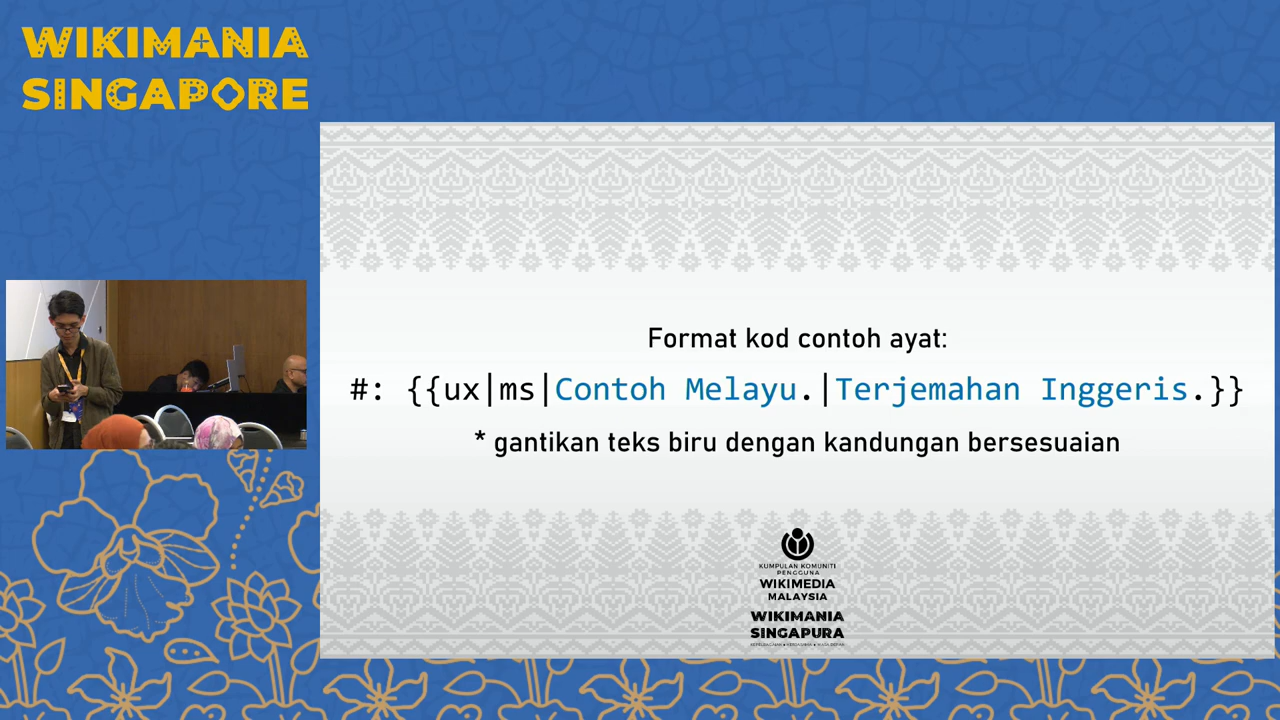 WIKIMANIA
SINGAPORE
Format kod contoh ayat:
#: {{ux|ms|Contoh Melayu.|Terjemahan Inggeris.}}
* gantikan teks biru dengan kandungan bersesuaian
KUMPULAN KOMUNITI
PENGGUNA
WIKIMEDIA
MALAYSIA
WIKIMANIA
SINGAPURA